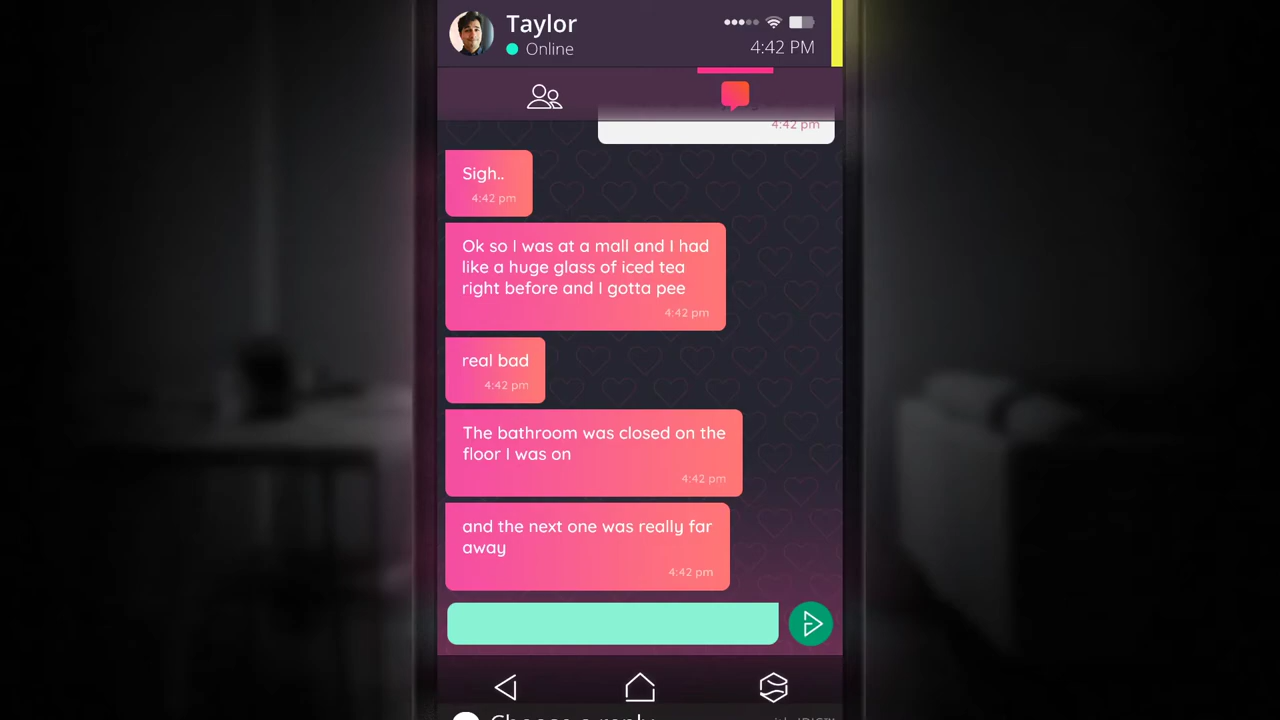 Taylor
Online
4:42 PM
4:42 pm
Sigh..
4:42 pm
Ok so I was at a mall and I had
like a huge glass of iced tea
right before and I gotta pee
4:42 pm
real bad
4:42 pm
The bathroom was closed on the
floor I was on
4:42 pm
and the next one was really far
away
4:42 pm
Choose a reply